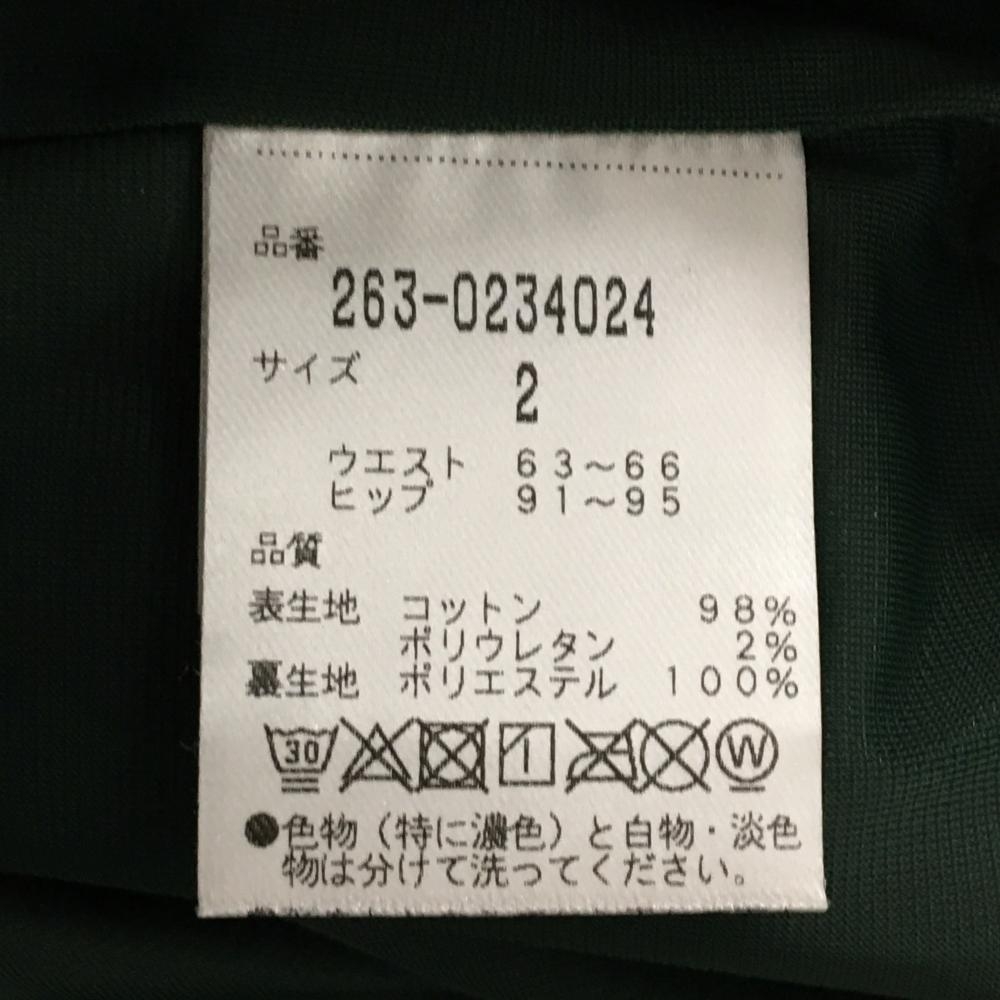 品番
263-0234024
サイズ
2
ウエスト 63～66
ヒップ 91～95
品質
表生地 コットン 98%
ポリウレタン 2%
裏生地 ポリエステル 100%
30 W
●色物（特に濃色）と白物・淡色
物は分けて洗ってください。